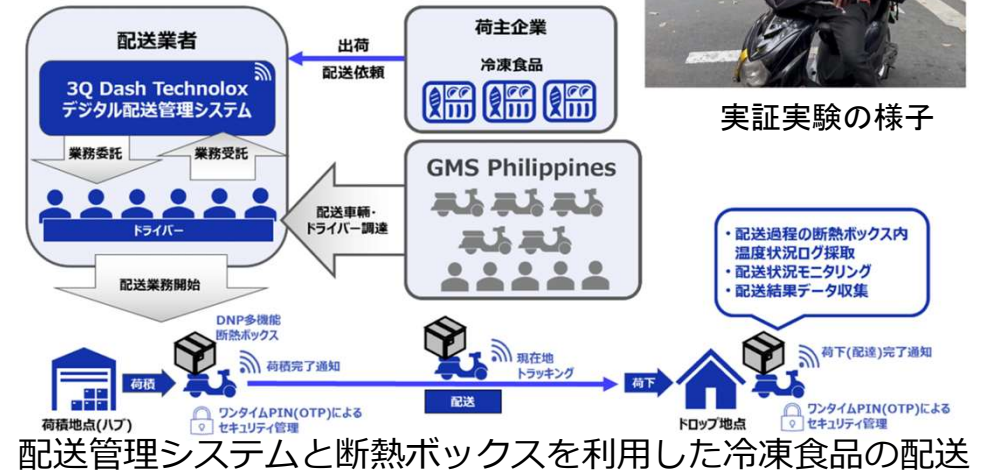 配送業者
3Q Dash Technolox
デジタル配送管理システム
業務委託
業務受託
ドライバー
出荷
配送依頼
荷主企業
冷凍食品
実証実験の様子
GMS Philippines
配送車輌・
ドライバー調達
配送業務開始
・配送過程の断熱ボックス内
温度状況ログ採取
・配送状況モニタリング
・配送結果データ収集
DNP多機能
断熱ボックス
荷積完了通知
荷積
荷積地点(ハブ)
ワンタイムPIN(OTP)による
セキュリティ管理
現在地
トラッキング
配送
荷下
ドロップ地点
荷下(配達)完了通知
ワンタイムPIN(OTP)による
セキュリティ管理
配送管理システムと断熱ボックスを利用した冷凍食品の配送